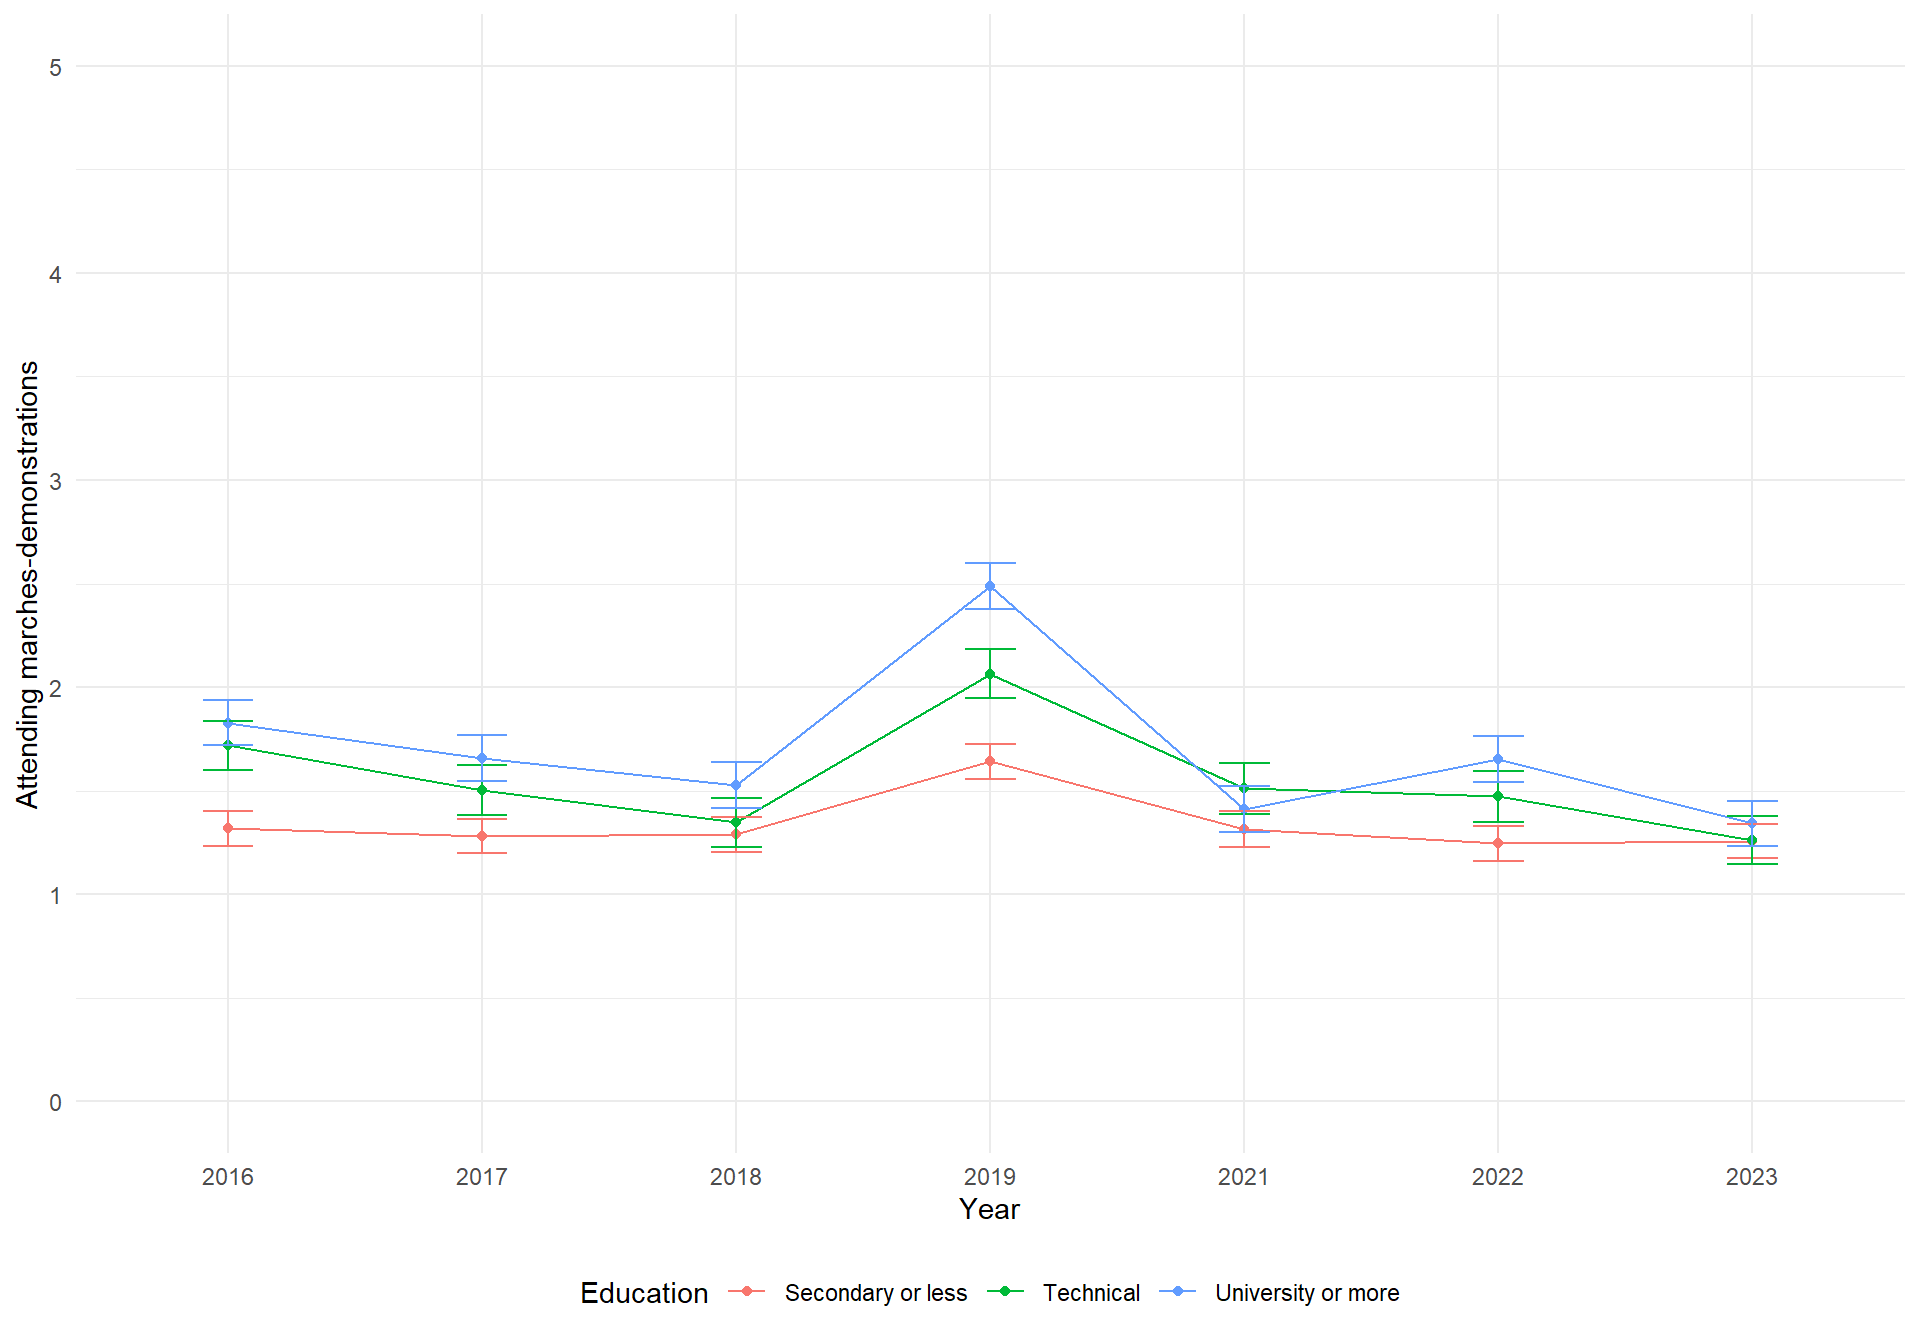 Attending marches-demonstrations
5
4
3
2
1
0
2016 2017 2018 2019 2021 2022 2023
Year
Education Secondary or less Technical University or more